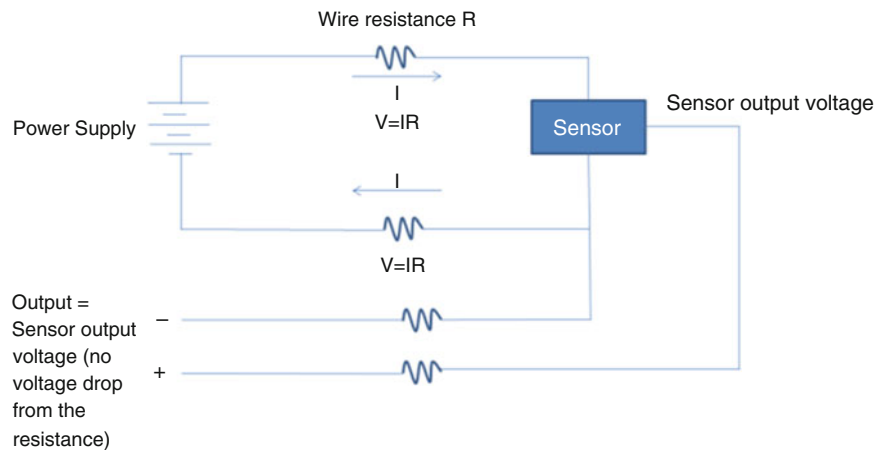 Wire resistance R
I
V=IR
Power Supply
Sensor
Sensor output voltage
I
V=IR
Output =
Sensor output
voltage (no
voltage drop
from the
resistance)
–
+